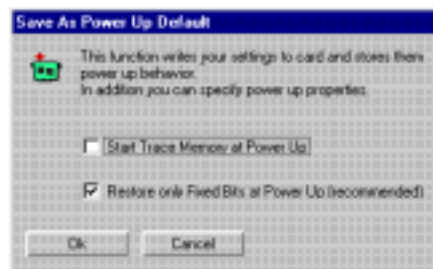 Save As Power Up Default
This function writes your settings to card and stores them
power up behavior.
In addition you can specify power up properties.
Start Trace Memory at Power Up
Restore only Fixed Bits at Power Up (recommended)
Ok
Cancel